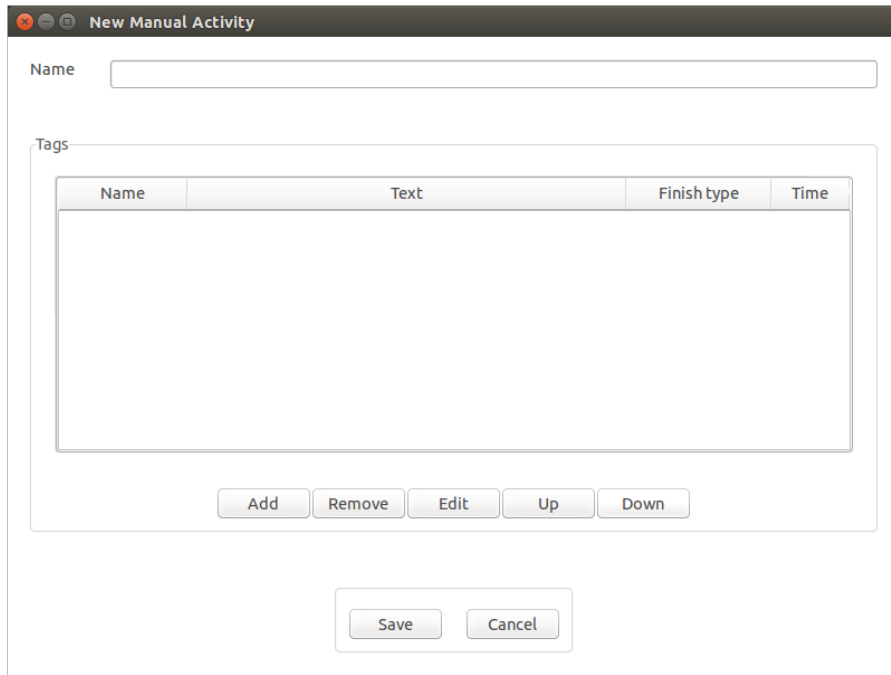 New Manual Activity
Name
Tags
Name Text Finish type Time
Add Remove Edit Up Down
Save Cancel